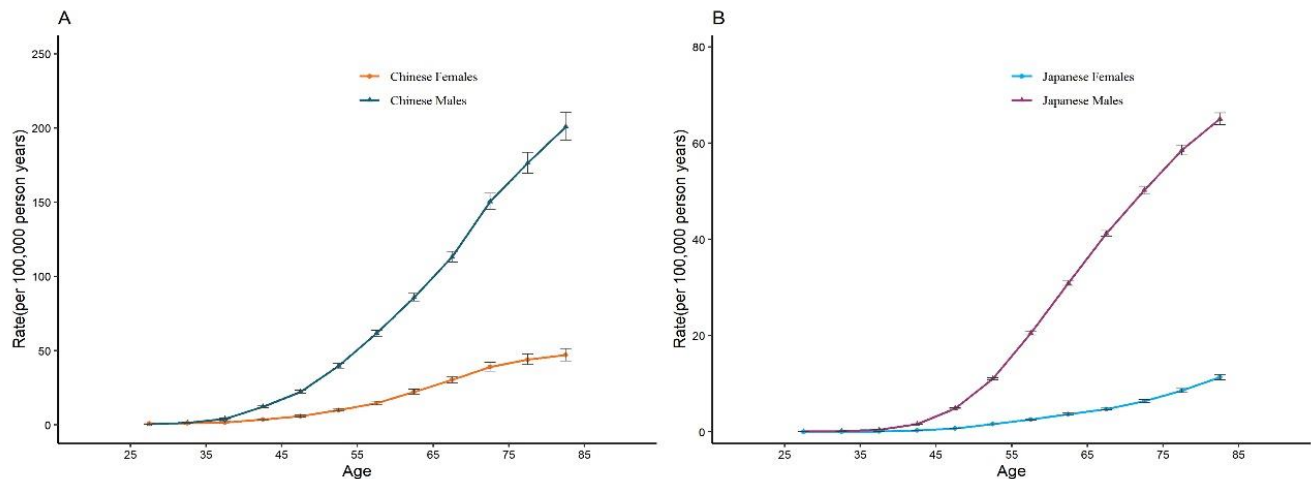 A
Rate(per 100,000 person years)
250
200
150
100
50
0
Chinese Females
Chinese Males
25 35 45 55 65 75 85
Age
B
Rate(per 100,000 person years)
80
60
40
20
0
Japanese Females
Japanese Males
25 35 45 55 65 75 85
Age